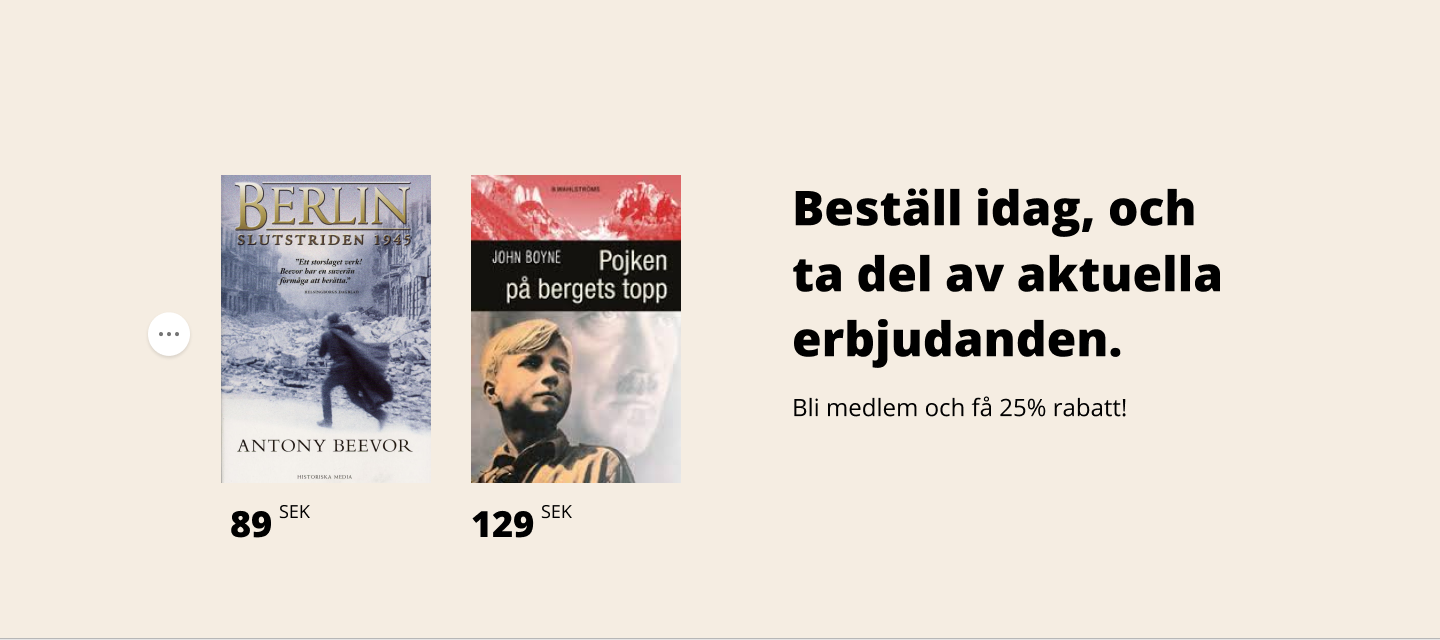 BERLIN
SLUTSTRIDEN 1945
"Ett storslaget verk!
Beevor har en suverän
förmåga att berätta."
HELSINGBORGS DAGBLAD
ANTONY BEEVOR
HISTORISKA MEDIA
89 SEK
B WAHLSTRÖMS
JOHN BOYNE
Pojken
på bergets topp
129 SEK
Beställ idag, och
ta del av aktuella
erbjudanden.
Bli medlem och få 25% rabatt!